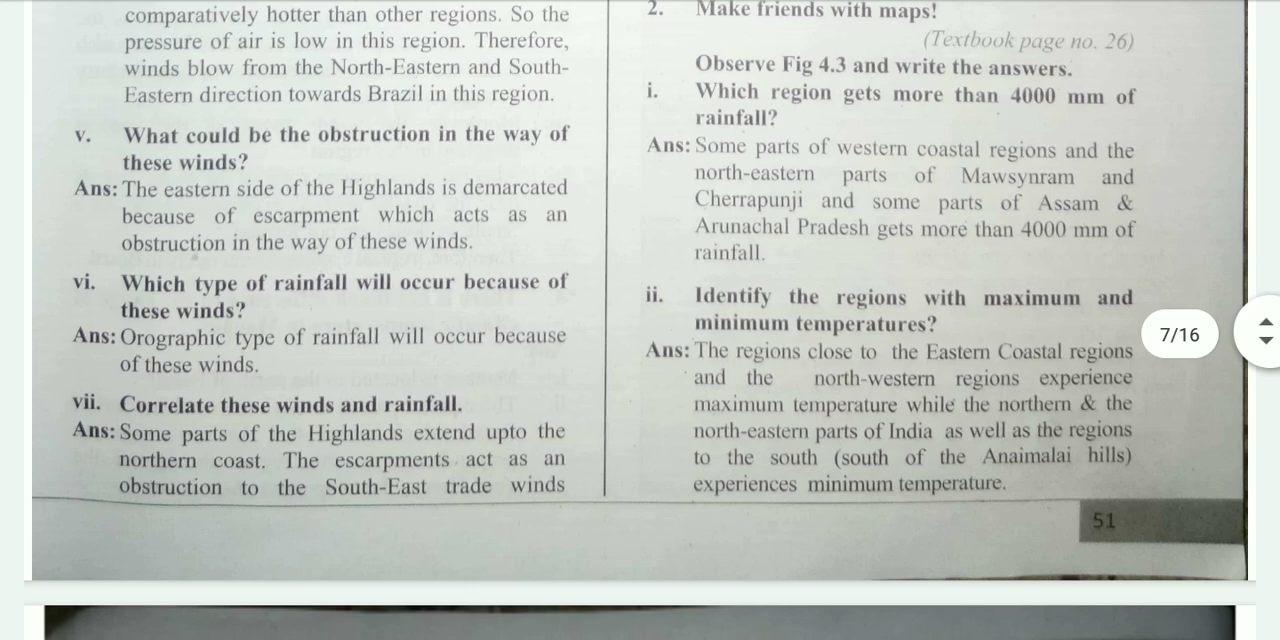 comparatively hotter than other regions. So the
pressure of air is low in this region. Therefore,
winds blow from the North-Eastern and South-
Eastern direction towards Brazil in this region.
v. What could be the obstruction in the way of
these winds?
Ans: The eastern side of the Highlands is demarcated
because of escarpment which acts as an
obstruction in the way of these winds.
vi. Which type of rainfall will occur because of
these winds?
Ans: Orographic type of rainfall will occur because
of these winds.
vii. Correlate these winds and rainfall.
Ans: Some parts of the Highlands extend upto the
northern coast. The escarpments act as an
obstruction to the South-East trade winds
2. Make friends with maps!
(Textbook page no. 26)
Observe Fig 4.3 and write the answers.
i. Which region gets more than 4000 mm of
rainfall?
Ans: Some parts of western coastal regions and the
north-eastern parts of Mawsynram and
Cherrapunji and some parts of Assam &
Arunachal Pradesh gets more than 4000 mm of
rainfall.
ii. Identify the regions with maximum and
minimum temperatures?
Ans: The regions close to the Eastern Coastal regions
and the north-western regions experience
maximum temperature while the northern & the
north-eastern parts of India as well as the regions
to the south (south of the Anaimalai hills)
experiences minimum temperature.
51
7/16